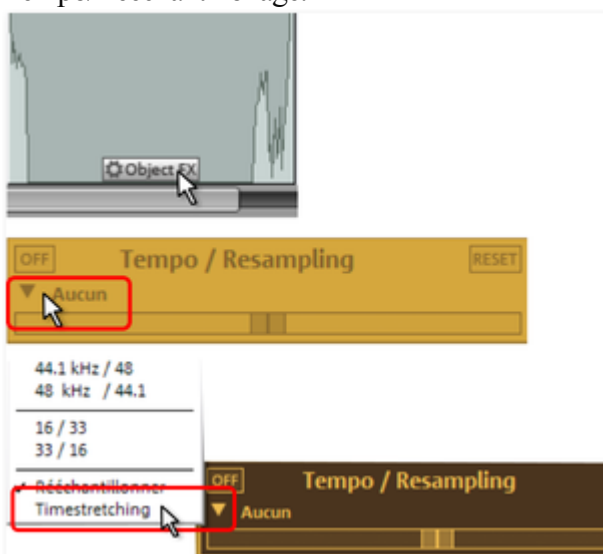 Object FX
OFF Tempo / Resampling RESET
Aucun
44.1 kHz / 48
48 kHz / 44.1
16 / 33
33 / 16
Rééchantillonner
Timestretching
OFF Tempo / Resampling
Aucun